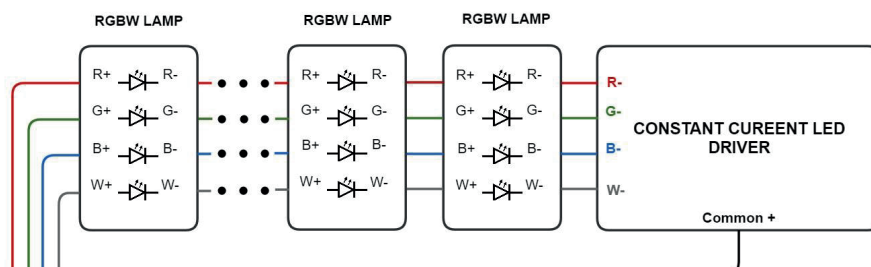 RGBW LAMP RGBW LAMP RGBW LAMP
R+ R- R+ R- R+ R- R-
G+ G- G+ G- G+ G- G-
B+ B- B+ B- B+ B- B-
W+ W- W+ W- W+ W- W-
CONSTANT CUREENT LED
DRIVER
Common +